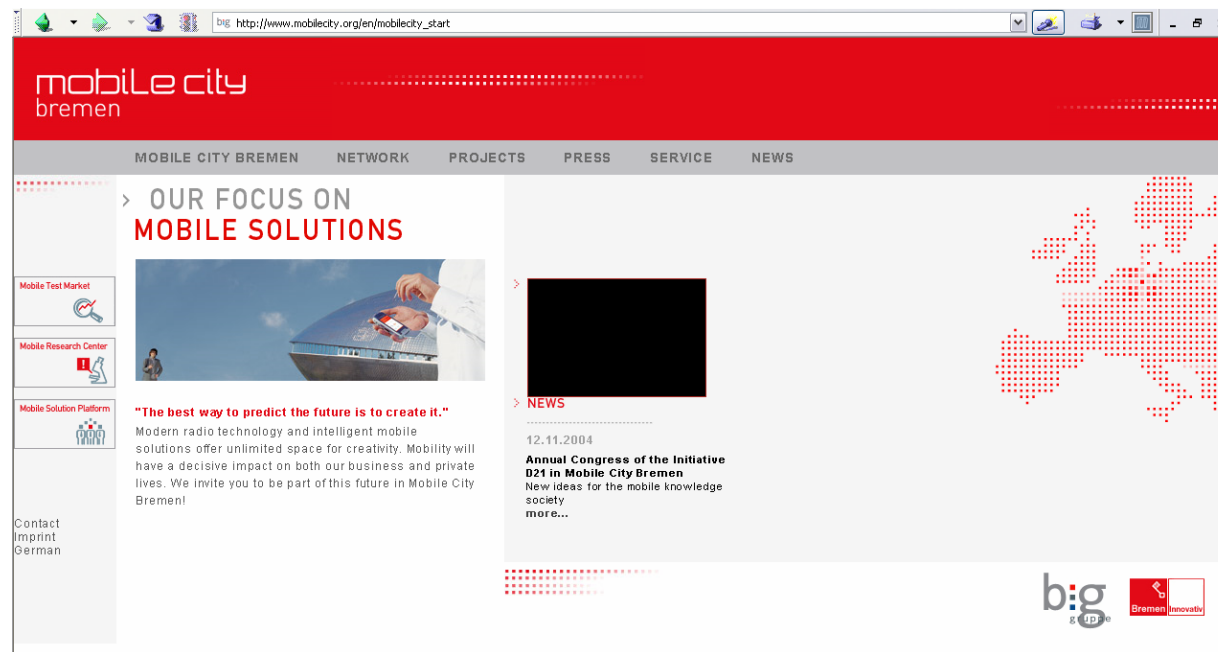 big http://www.mobilecity.org/en/mobilecity_start
mobile city
bremen
MOBILE CITY BREMEN NETWORK PROJECTS PRESS SERVICE NEWS
> OUR FOCUS ON
MOBILE SOLUTIONS
Mobile Test Market
Mobile Research Center
Mobile Solution Platform
"The best way to predict the future is to create it."
Modern radio technology and intelligent mobile
solutions offer unlimited space for creativity. Mobility will
have a decisive impact on both our business and private
lives. We invite you to be part of this future in Mobile City
Bremen!
> NEWS
12.11.2004
Annual Congress of the Initiative
D21 in Mobile City Bremen
New ideas for the mobile knowledge
society
more...
Contact
Imprint
German
big
gruppe
Bremen Innovativ